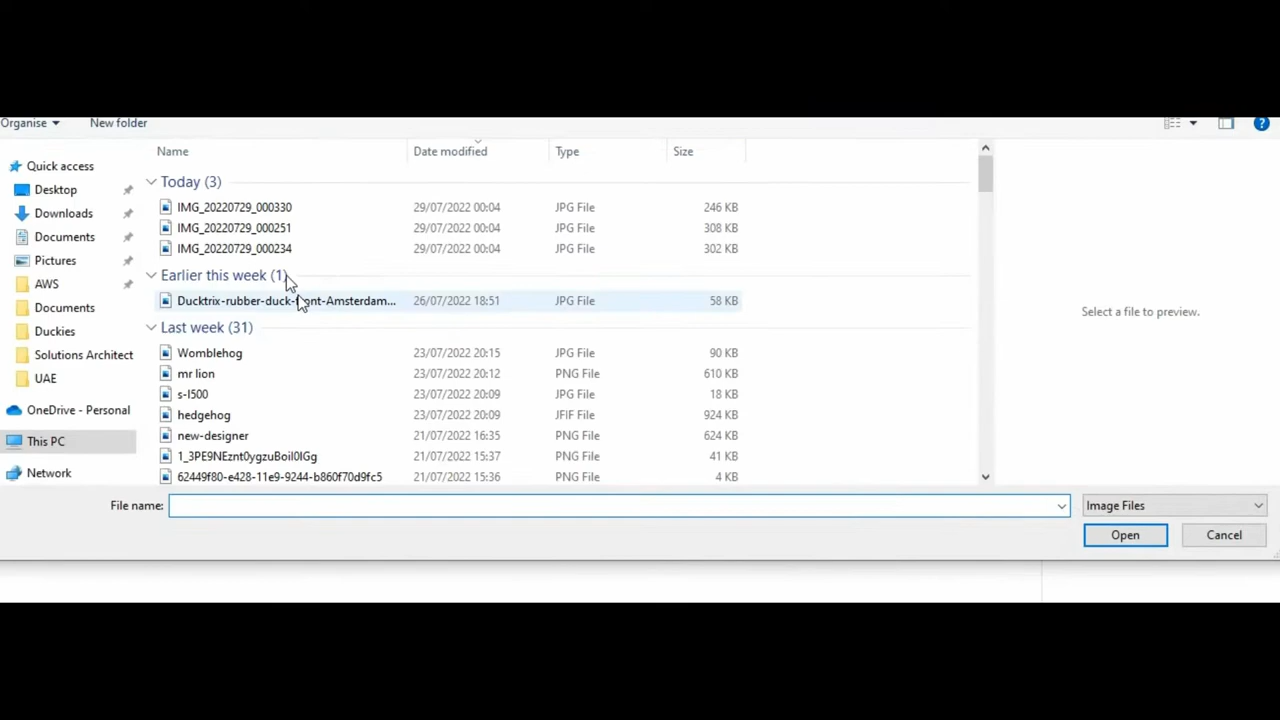 Organise New folder
Name Date modified Type Size
Quick access
Desktop
Downloads
Documents
Pictures
AWS
Documents
Duckies
Solutions Architect
UAE
OneDrive - Personal
This PC
Network
Today (3)
IMG_20220729_000330 29/07/2022 00:04 JPG File 246 KB
IMG_20220729_000251 29/07/2022 00:04 JPG File 308 KB
IMG_20220729_000234 29/07/2022 00:04 JPG File 302 KB
Earlier this week (1)
Ducktrix-rubber-duck-front-Amsterdam... 26/07/2022 18:51 JPG File 58 KB
Last week (31)
Womblehog 23/07/2022 20:15 JPG File 90 KB
mr lion 23/07/2022 20:12 PNG File 610 KB
s-l500 23/07/2022 20:09 JPG File 18 KB
hedgehog 23/07/2022 20:09 JFIF File 924 KB
new-designer 21/07/2022 16:35 PNG File 624 KB
1_3PE9NEznt0ygzuBoil0IGg 21/07/2022 15:37 PNG File 41 KB
62449f80-e428-11e9-9244-b860f70d9fc5 21/07/2022 15:36 PNG File 4 KB
Select a file to preview.
File name: Image Files
Open Cancel